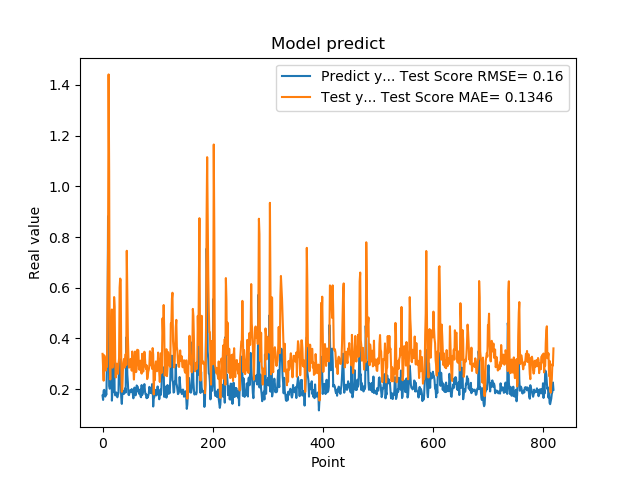 Model predict
Predict y... Test Score RMSE= 0.16
Test y... Test Score MAE= 0.1346
1.4
1.2
1.0
0.8
0.6
0.4
0.2
Real value
0 200 400 600 800
Point